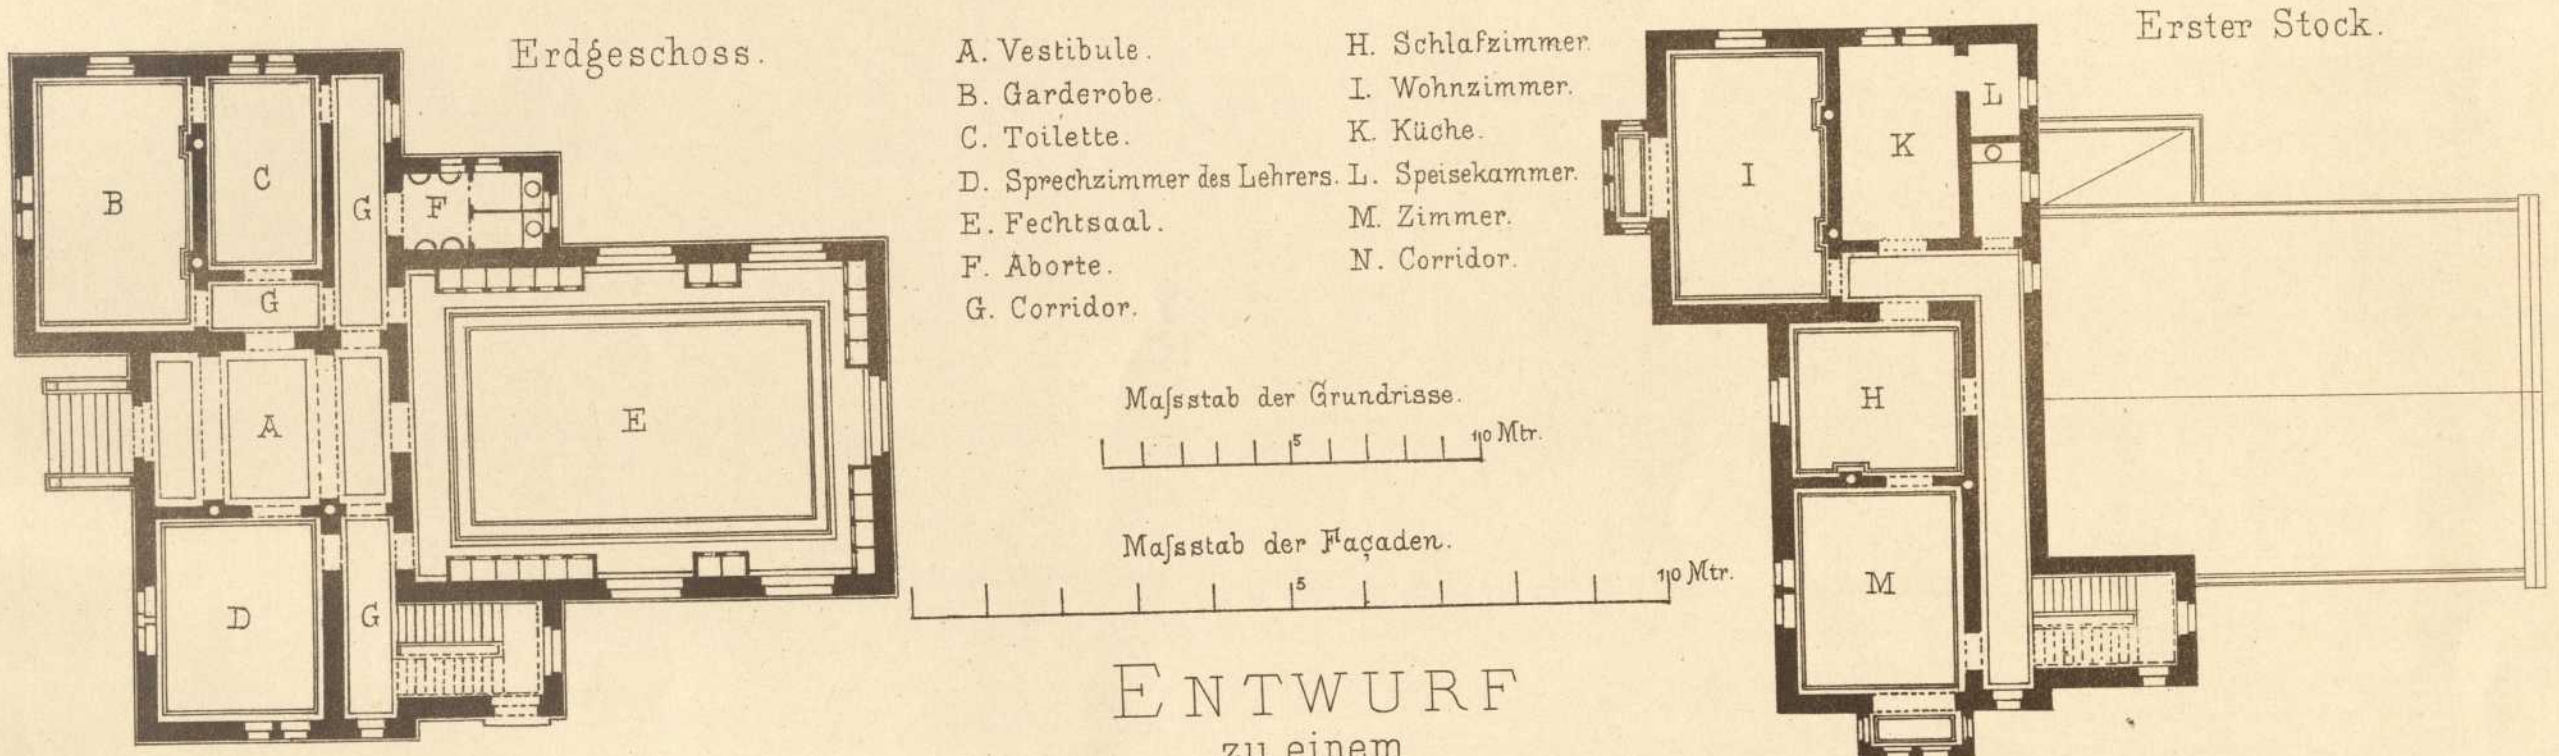 Erdgeschoss.
A. Vestibule.
B. Garderobe.
C. Toilette.
D. Sprechzimmer des Lehrers.
E. Fechtsaal.
F. Aborte.
G. Corridor.
H. Schlafzimmer.
I. Wohnzimmer.
K. Küche.
L. Speisekammer.
M. Zimmer.
N. Corridor.
Erster Stock.
B
C
G
F
G
A
E
D
G
Maſsstab der Grundrisse.
5
10 Mtr.
Maſsstab der Façaden.
5
10 Mtr.
ENTWURF
zu einem
I
K
L
H
M